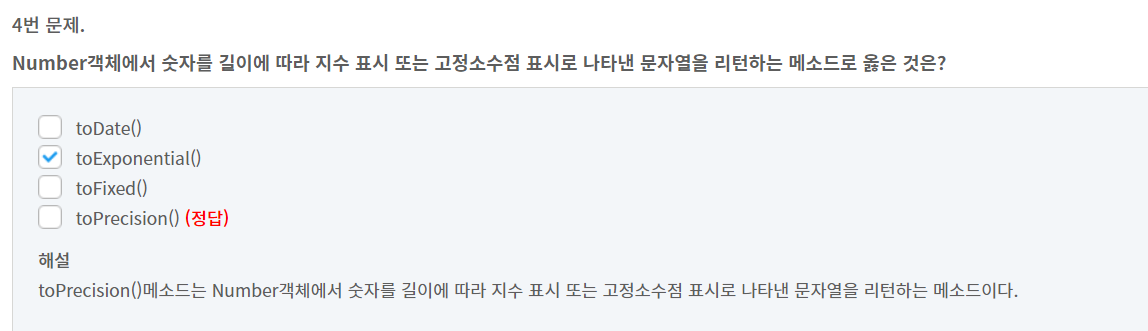 4번 문제.
Number객체에서 숫자를 길이에 따라 지수 표시 또는 고정소수점 표시로 나타낸 문자열을 리턴하는 메소드로 옳은 것은?
toDate()
toExponential()
toFixed()
toPrecision() (정답)
해설
toPrecision()메소드는 Number객체에서 숫자를 길이에 따라 지수 표시 또는 고정소수점 표시로 나타낸 문자열을 리턴하는 메소드이다.